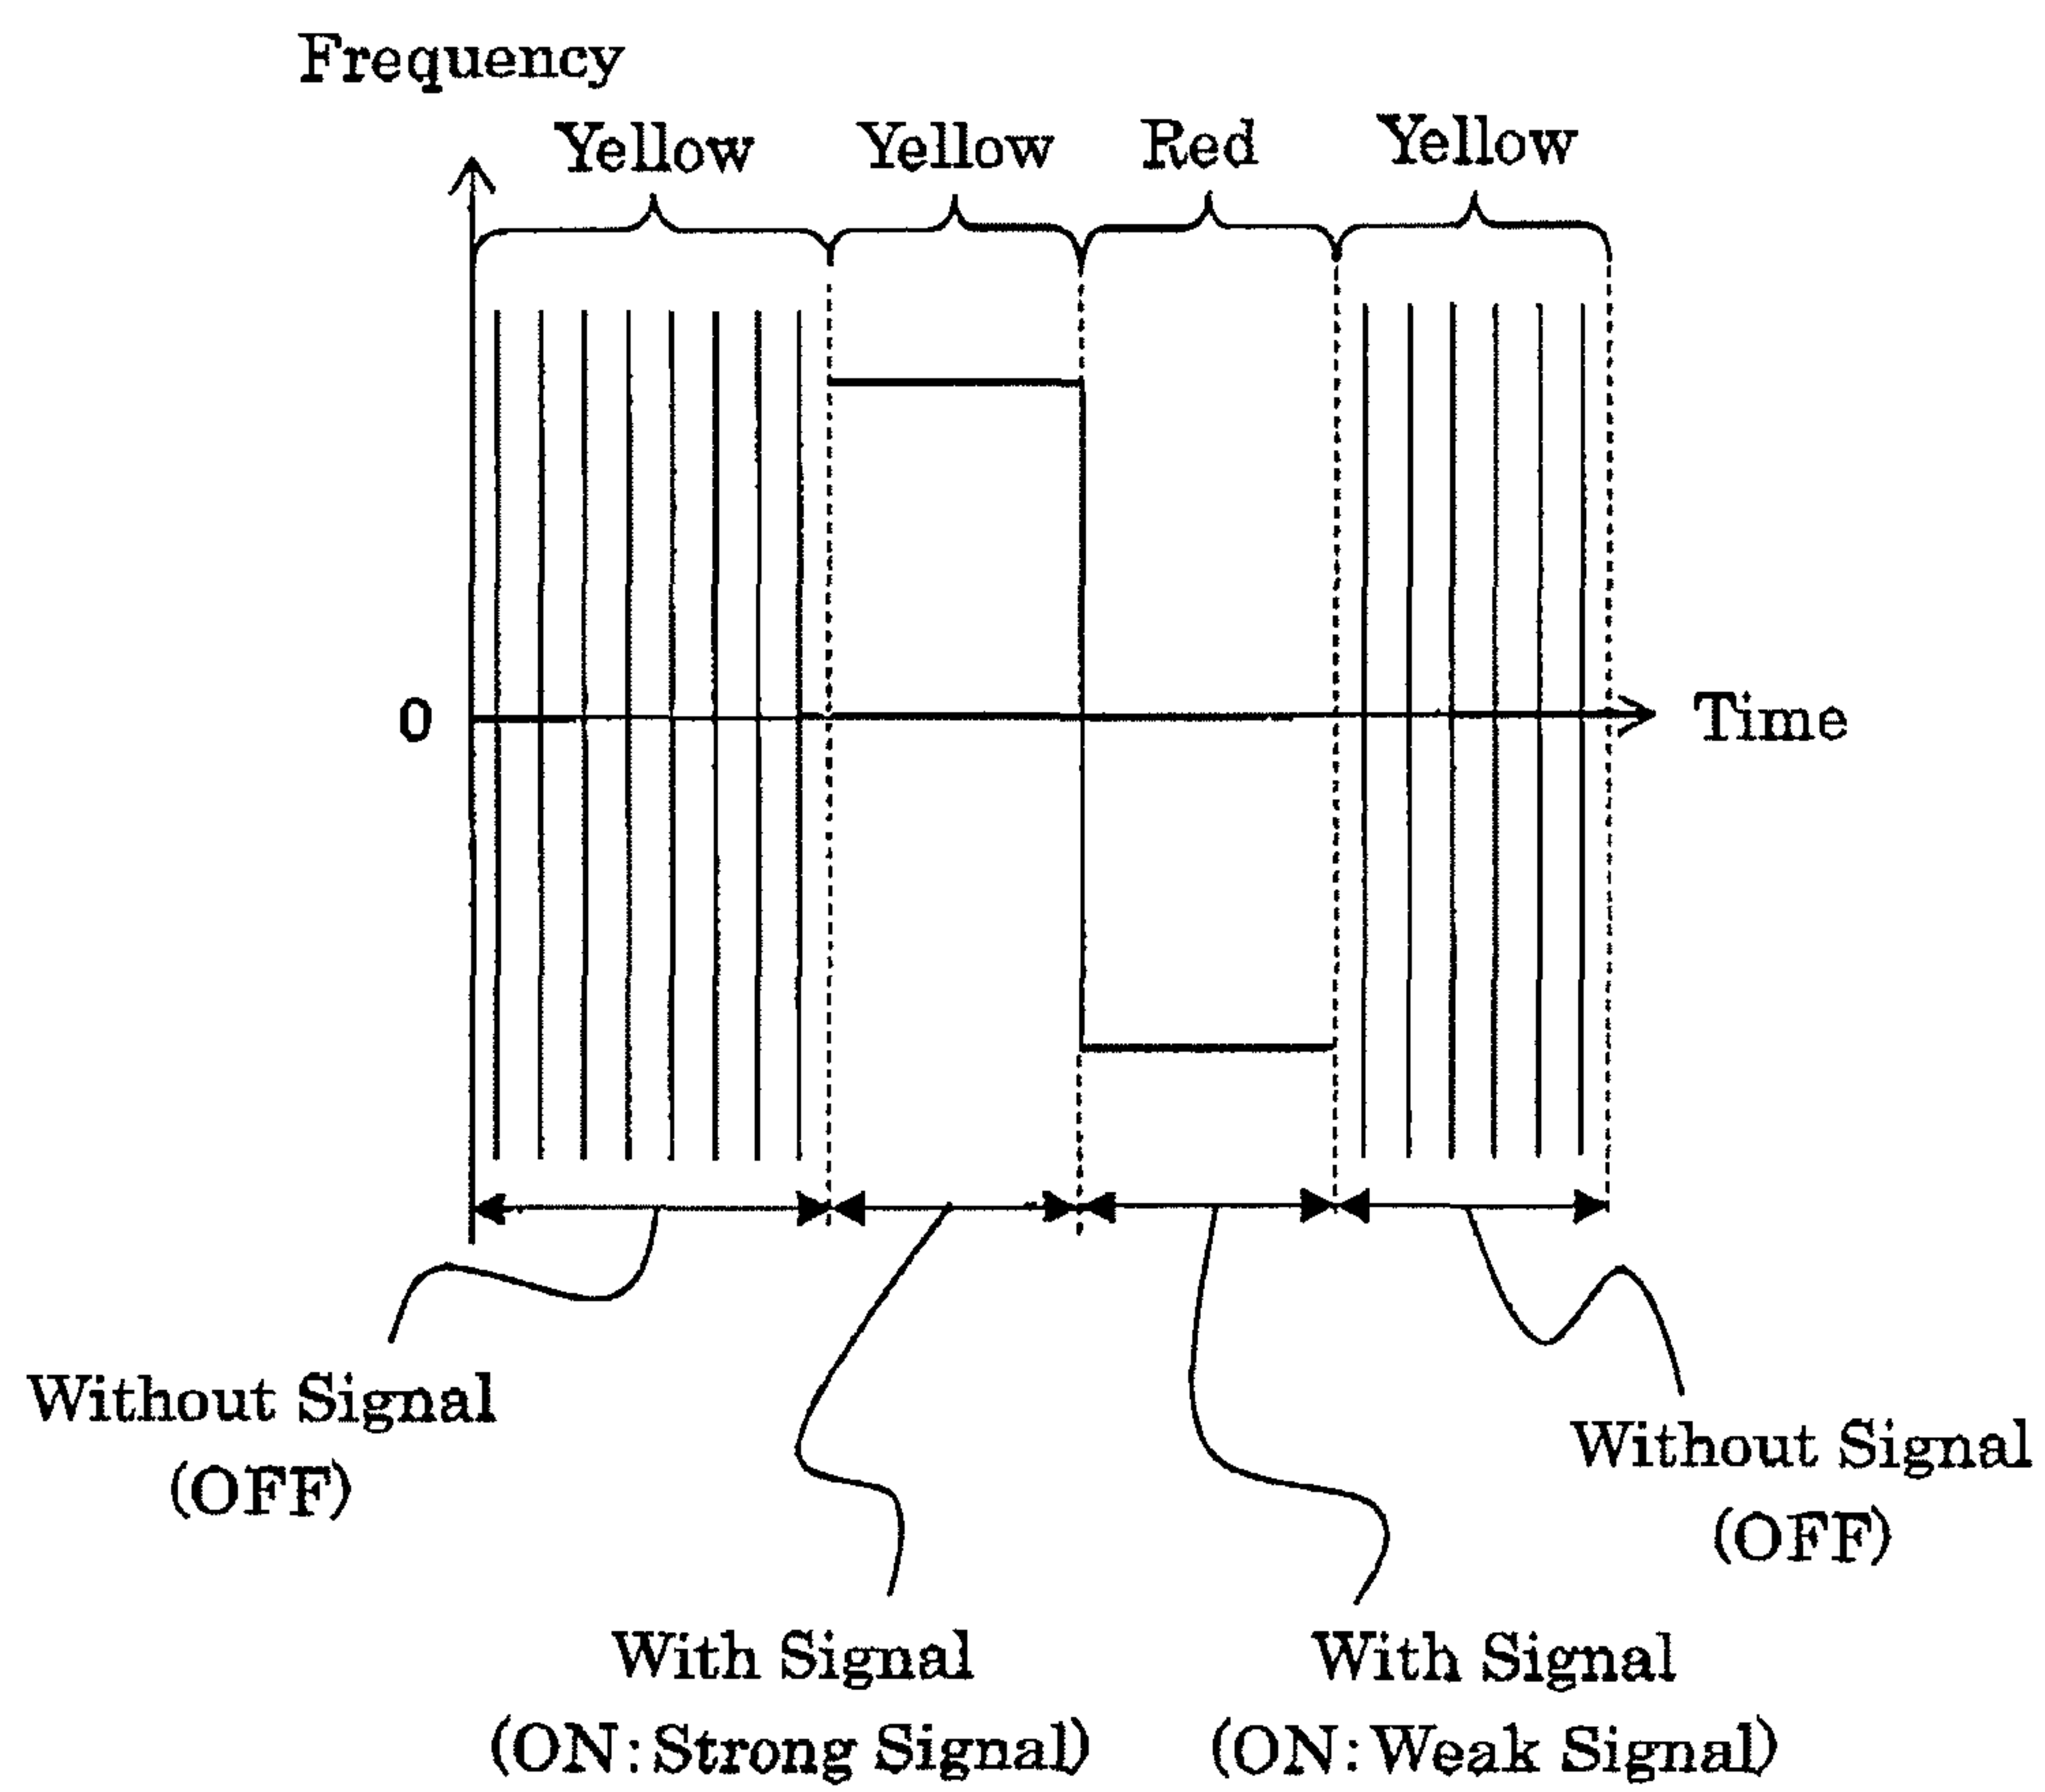 Frequency
Yellow Yellow Red Yellow
0
Time
Without Signal
(OFF)
With Signal
(ON:Strong Signal)
With Signal
(ON:Weak Signal)
Without Signal
(OFF)